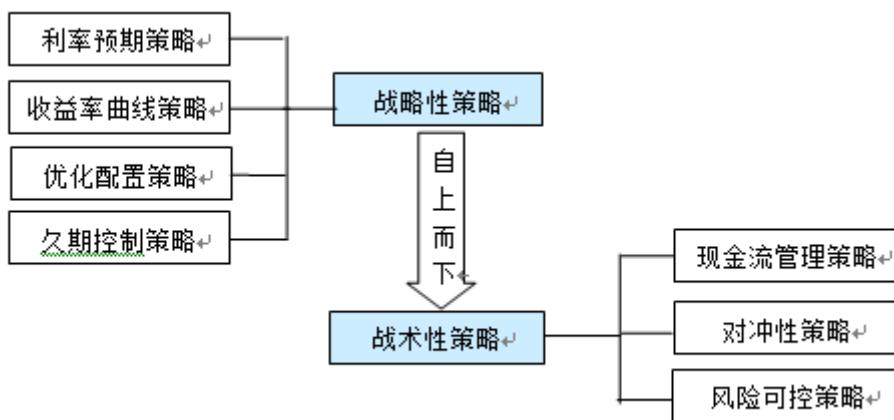 利率预期策略
收益率曲线策略
优化配置策略
久期控制策略
战略性策略
自上而下
战术性策略
现金流管理策略
对冲性策略
风险可控策略